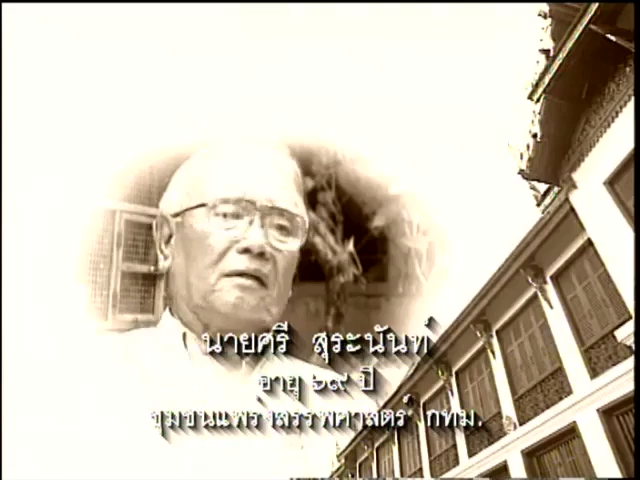 นายศรี สุระนันท์
อายุ ๖๙ ปี
ชุมชนแพร่งสรรพศาสตร์ กทม.